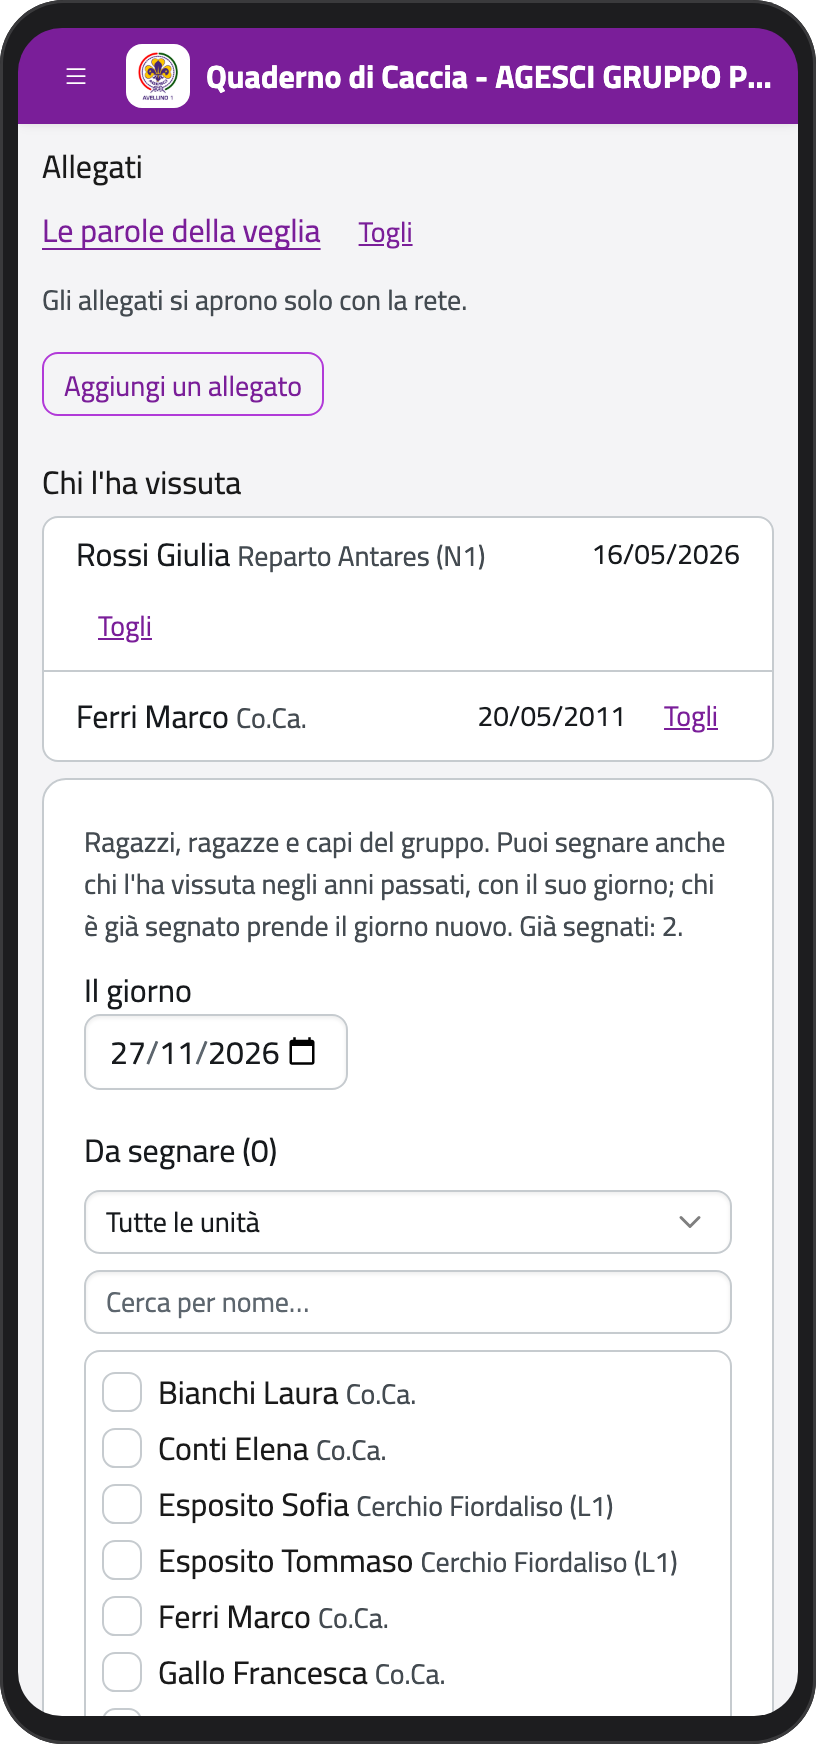 AVELLINO 1
Quaderno di Caccia - AGESCI GRUPPO P...
Allegati
Le parole della veglia Togli
Gli allegati si aprono solo con la rete.
Aggiungi un allegato
Chi l'ha vissuta
Rossi Giulia Reparto Antares (N1) 16/05/2026
Togli
Ferri Marco Co.Ca. 20/05/2011 Togli
Ragazzi, ragazze e capi del gruppo. Puoi segnare anche
chi l'ha vissuta negli anni passati, con il suo giorno; chi
è già segnato prende il giorno nuovo. Già segnati: 2.
Il giorno
27/11/2026
Da segnare (0)
Tutte le unità
Cerca per nome...
Bianchi Laura Co.Ca.
Conti Elena Co.Ca.
Esposito Sofia Cerchio Fiordaliso (L1)
Esposito Tommaso Cerchio Fiordaliso (L1)
Ferri Marco Co.Ca.
Gallo Francesca Co.Ca.